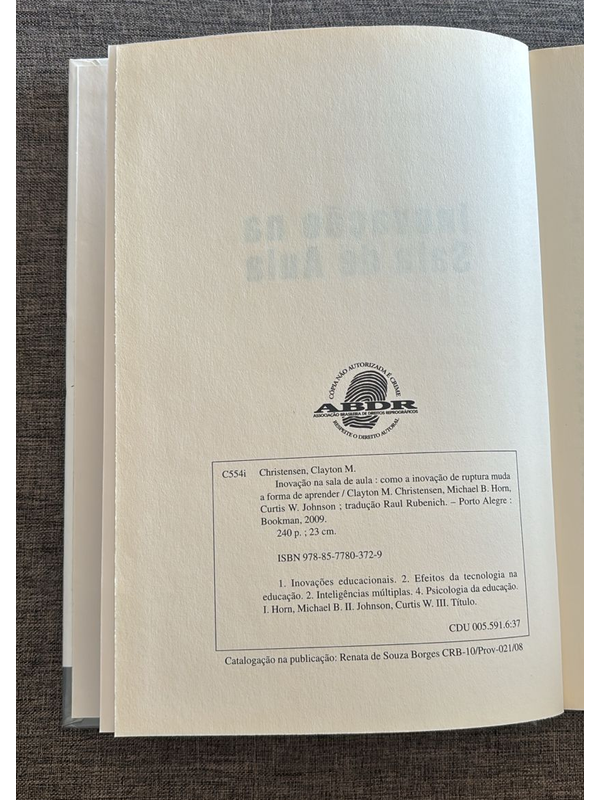 Inovação na
Sala de Aula
CÓPIA NÃO AUTORIZADA É CRIME
ABDR
ASSOCIAÇÃO BRASILEIRA DE DIREITOS REPROGRÁFICOS
RESPEITE O DIREITO AUTORAL
C554i Christensen, Clayton M.
Inovação na sala de aula : como a inovação de ruptura muda
a forma de aprender / Clayton M. Christensen, Michael B. Horn,
Curtis W. Johnson ; tradução Raul Rubenich. – Porto Alegre :
Bookman, 2009.
240 p. ; 23 cm.
ISBN 978-85-7780-372-9
1. Inovações educacionais. 2. Efeitos da tecnologia na
educação. 2. Inteligências múltiplas. 4. Psicologia da educação.
I. Horn, Michael B. II. Johnson, Curtis W. III. Título.
CDU 005.591.6:37
Catalogação na publicação: Renata de Souza Borges CRB-10/Prov-021/08